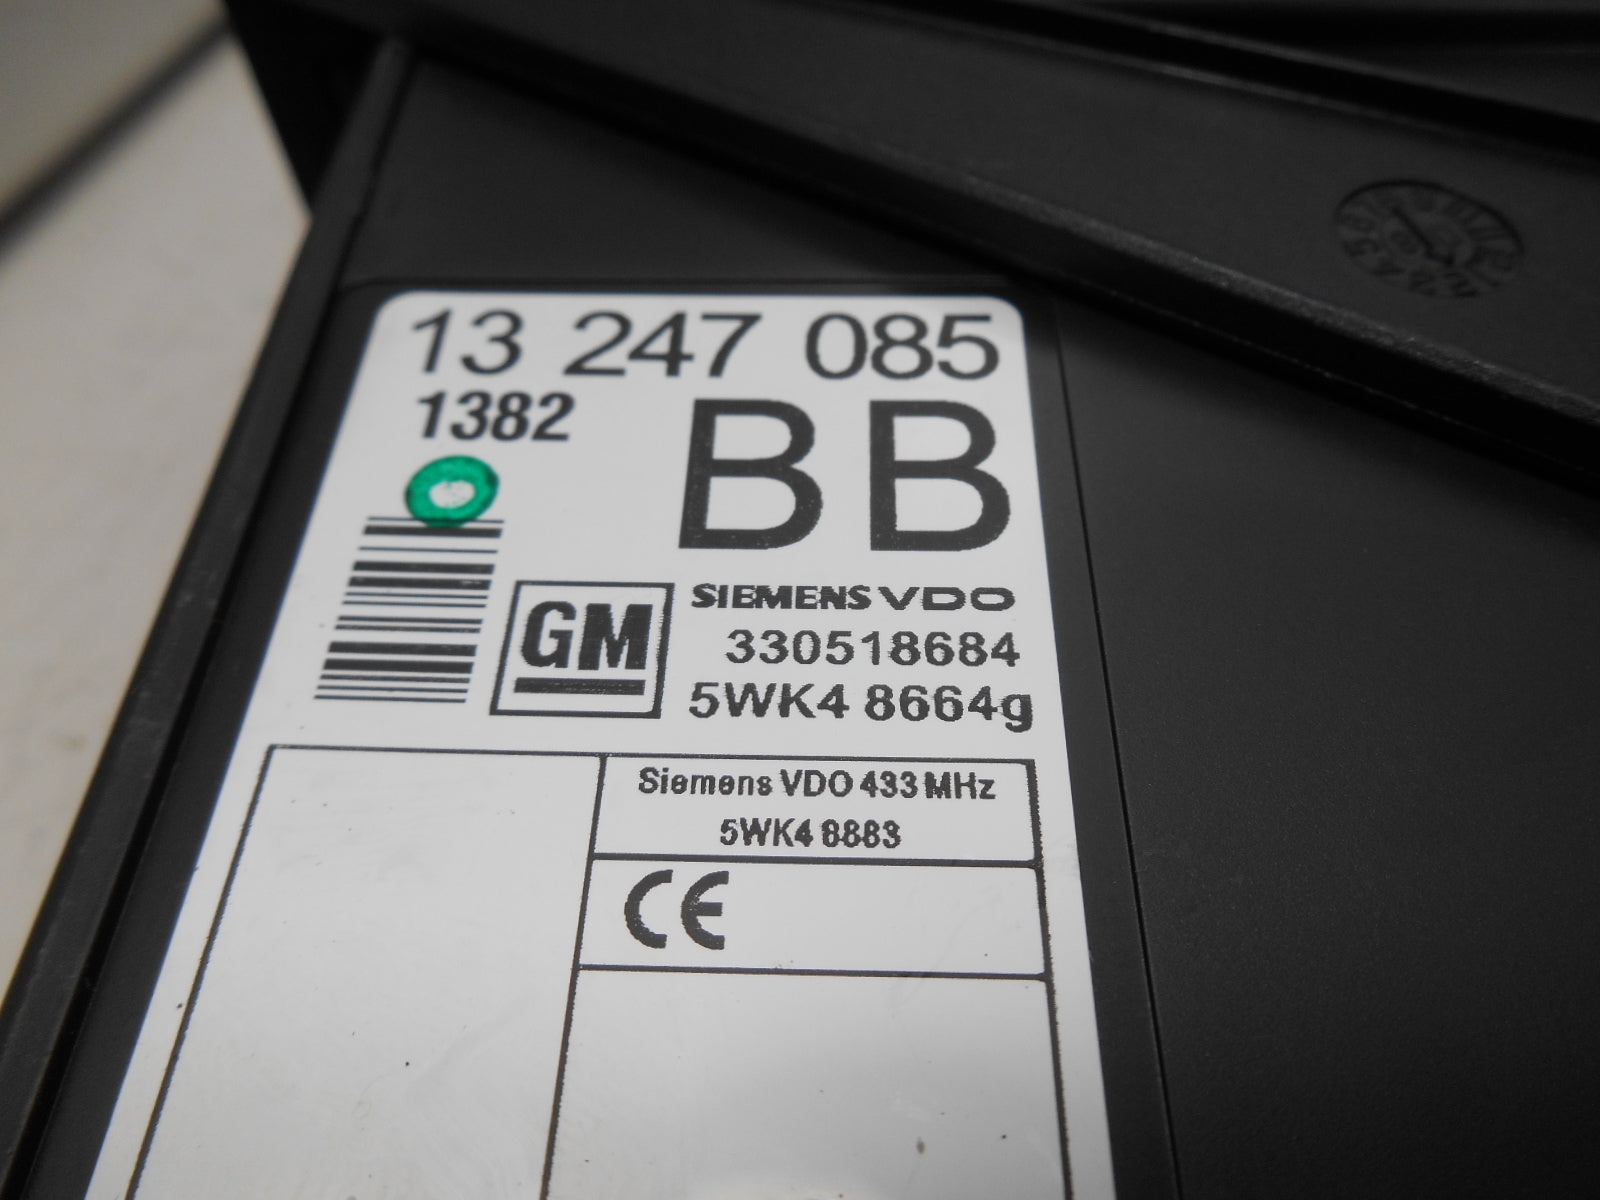 13 247 085
1382
BB
GM
SIEMENS VDO
330518684
5WK4 8664g
Siemens VDO 433 MHz
5WK4 8883
CE